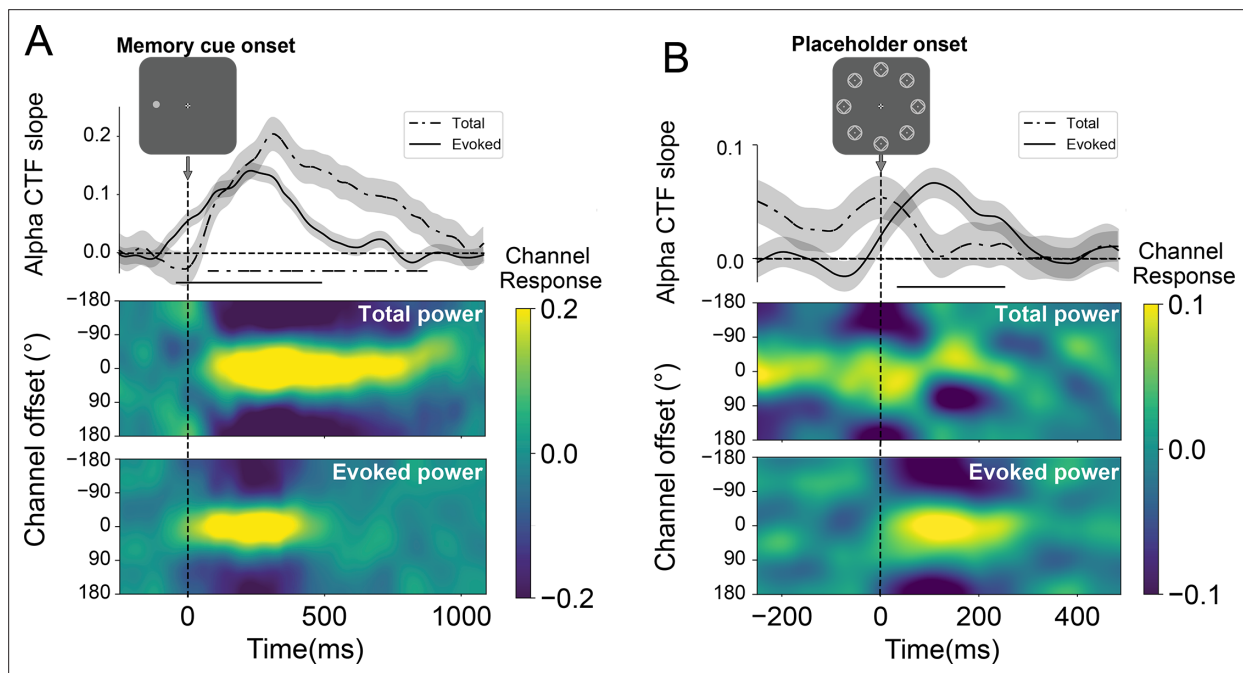 A
Memory cue onset
Alpha CTF slope
0.2
0.1
0.0
Total
Evoked
Channel offset (°)
−180
−90
0
90
180
Total power
−180
−90
0
90
180
Evoked power
0
500
1000
Time(ms)
Channel
Response
0.2
0.0
−0.2
B
Placeholder onset
Alpha CTF slope
0.1
0.0
Total
Evoked
Channel offset (°)
−180
−90
0
90
180
Total power
−180
−90
0
90
180
Evoked power
−200
0
200
400
Time(ms)
Channel
Response
0.1
0.0
−0.1